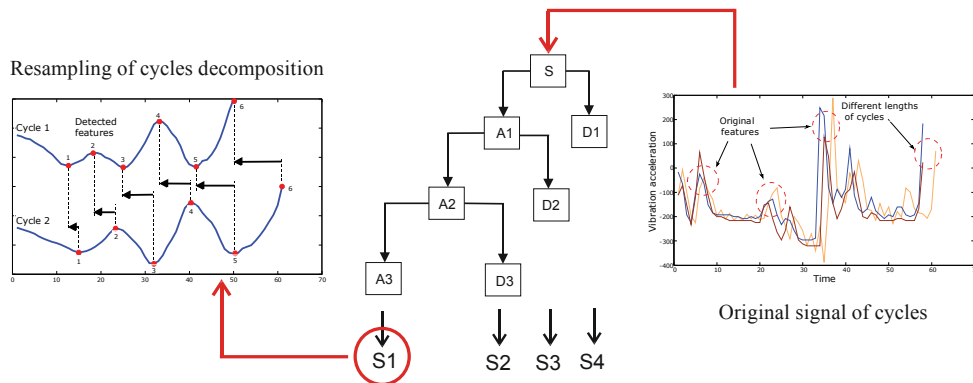 Resampling of cycles decomposition
Cycle 1
Detected
features
1
2
3
4
5
6
Cycle 2
1
2
3
4
5
6
0
10
20
30
40
50
60
70
S
A1
D1
A2
D2
A3
D3
S1
S2
S3
S4
300
200
100
0
-100
-200
-300
-400
Vibration acceleration
Original
features
Different lengths
of cycles
0
10
20
30
40
50
60
70
Time
Original signal of cycles